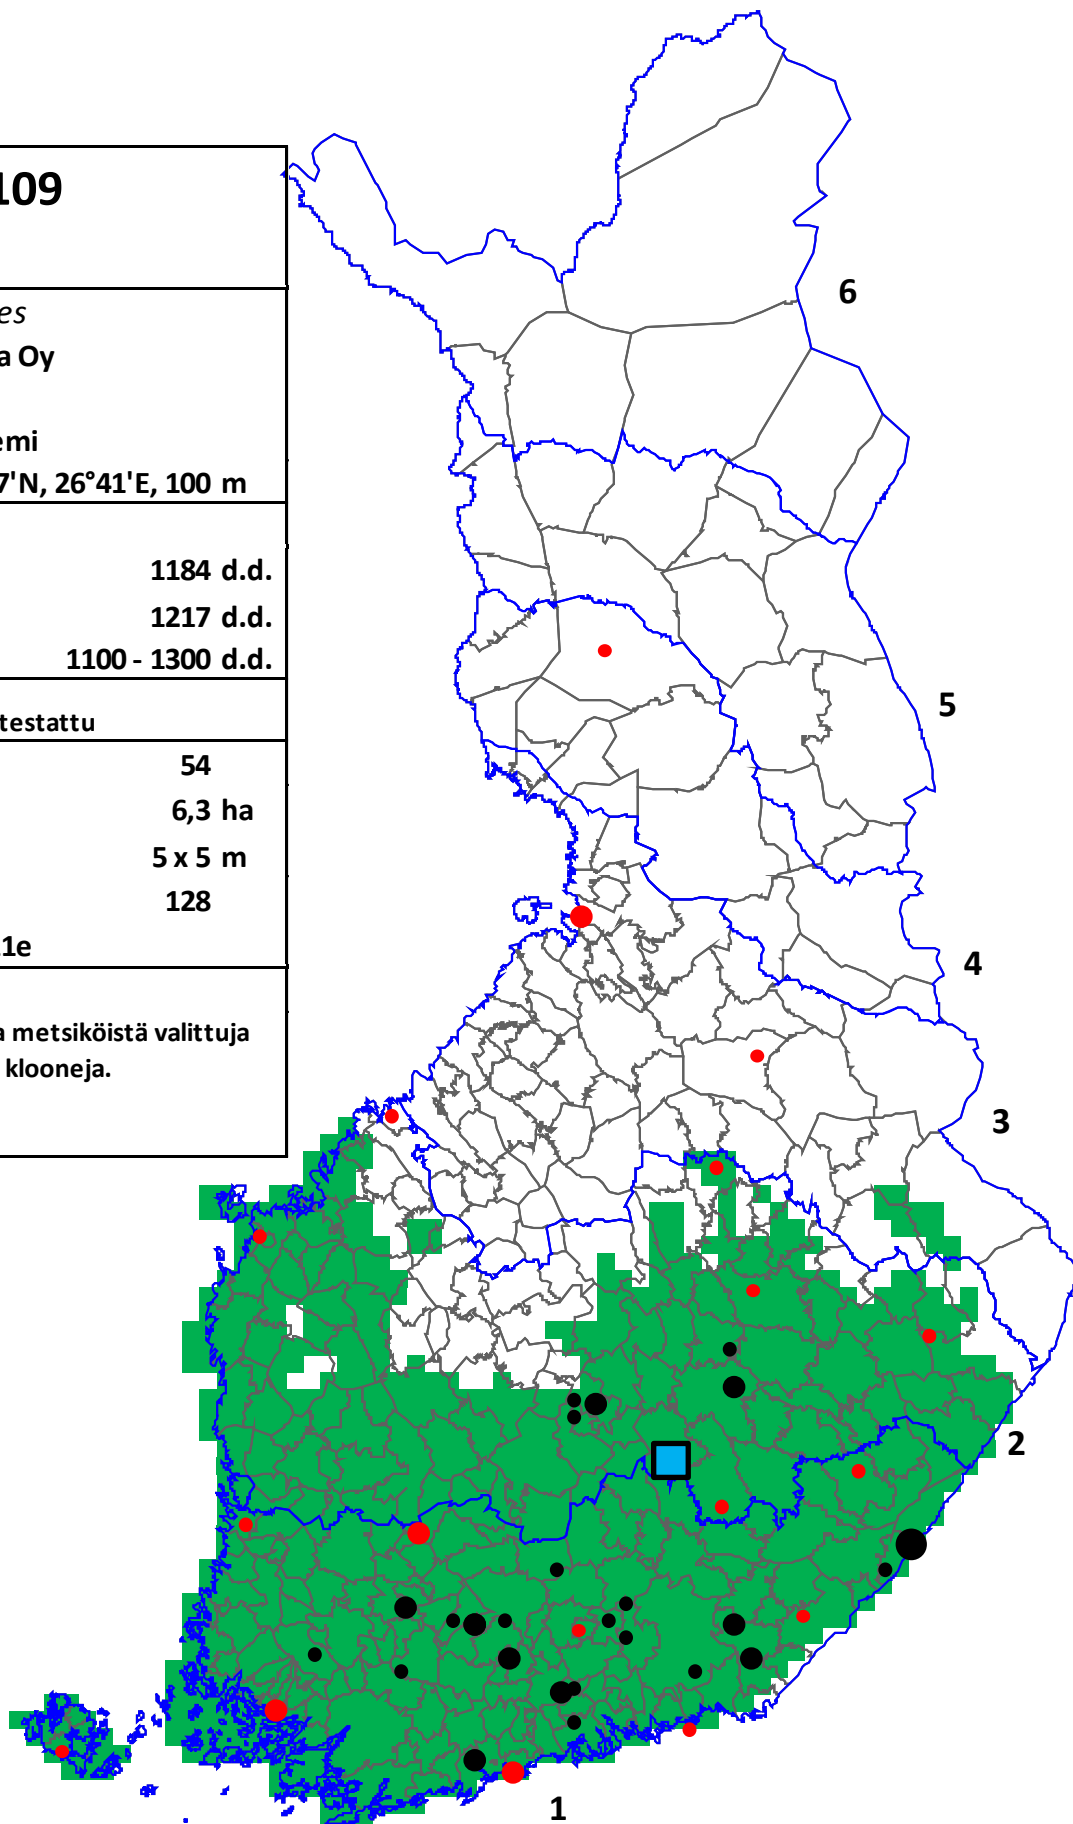 109
es
a Oy
emi
7'N, 26°41'E, 100 m
1184 d.d.
1217 d.d.
1100 - 1300 d.d.
testattu
54
6,3 ha
5 x 5 m
128
1e
a metsiköistä valittuja
klooneja.
6
5
4
3
2
1